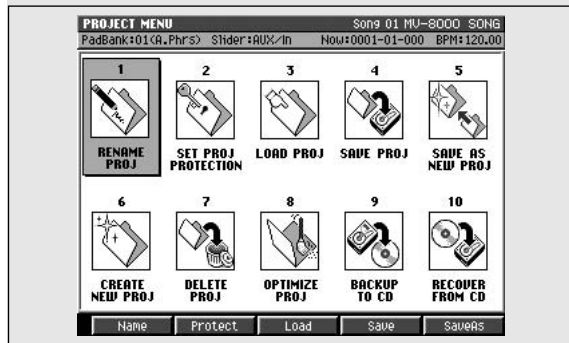 PROJECT MENU Song 01 MV-8000 SONG
PadBank:01(A.Phrs) Slider:AUX/In Now:0001-01-000 BPM:120.00
1 2 3 4 5
RENAME PROJ SET PROJ PROTECTION LOAD PROJ SAVE PROJ SAVE AS NEW PROJ
6 7 8 9 10
CREATE NEW PROJ DELETE PROJ OPTIMIZE PROJ BACKUP TO CD RECOVER FROM CD
Name Protect Load Save SaveAs